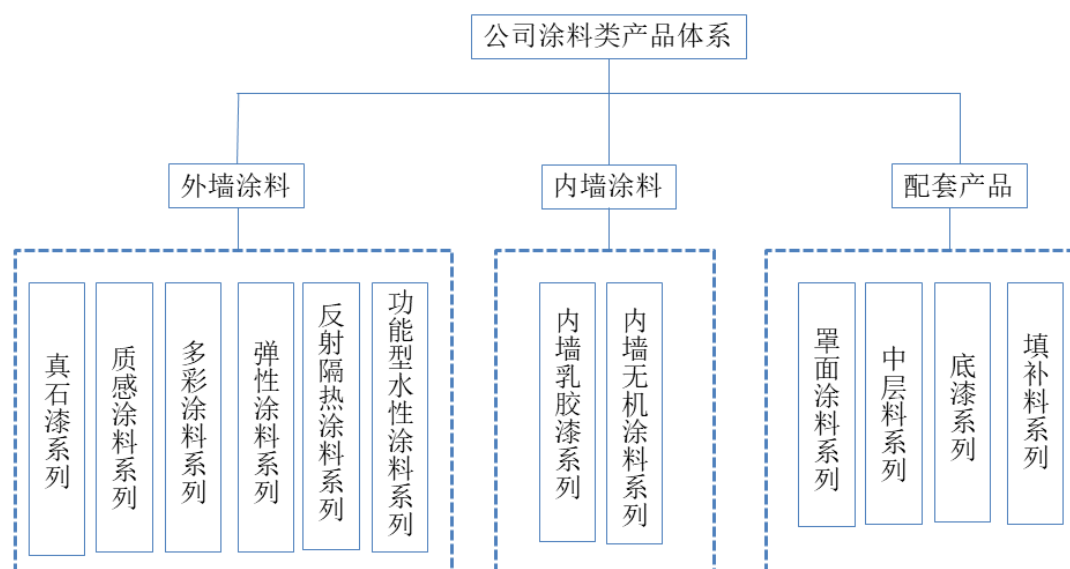 公司涂料类产品体系
外墙涂料
内墙涂料
配套产品
真石漆系列
质感涂料系列
多彩涂料系列
弹性涂料系列
反射隔热涂料系列
功能型水性涂料系列
内墙乳胶漆系列
内墙无机涂料系列
罩面涂料系列
中层料系列
底漆系列
填补料系列